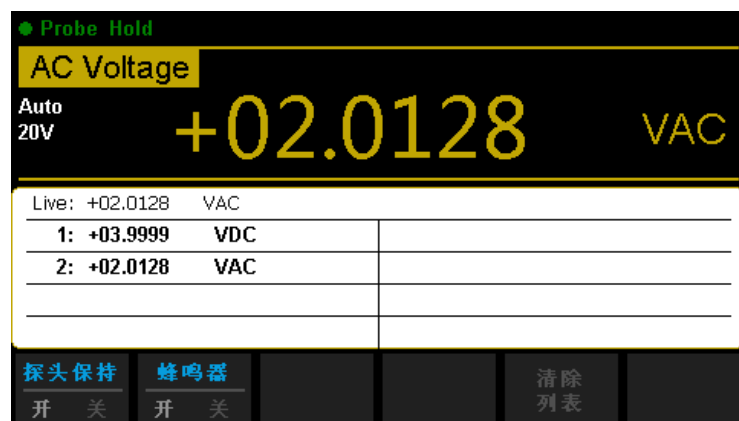 Probe Hold
AC Voltage
Auto
20V
+02.0128 VAC
Live: +02.0128 VAC
1: +03.9999 VDC
2: +02.0128 VAC
探头保持 蜂鸣器 清除
开 关 开 关 列表